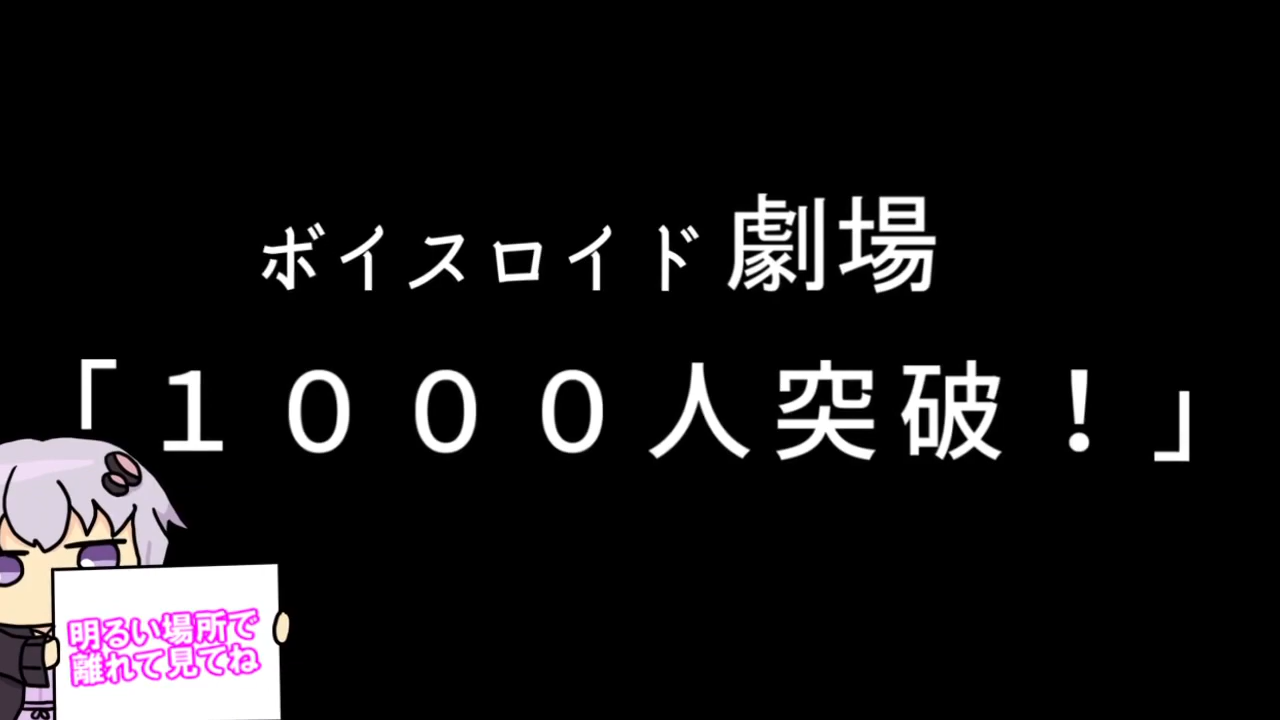 ボイスロイド劇場
「１０００人突破！」
明るい場所で
離れて見てね